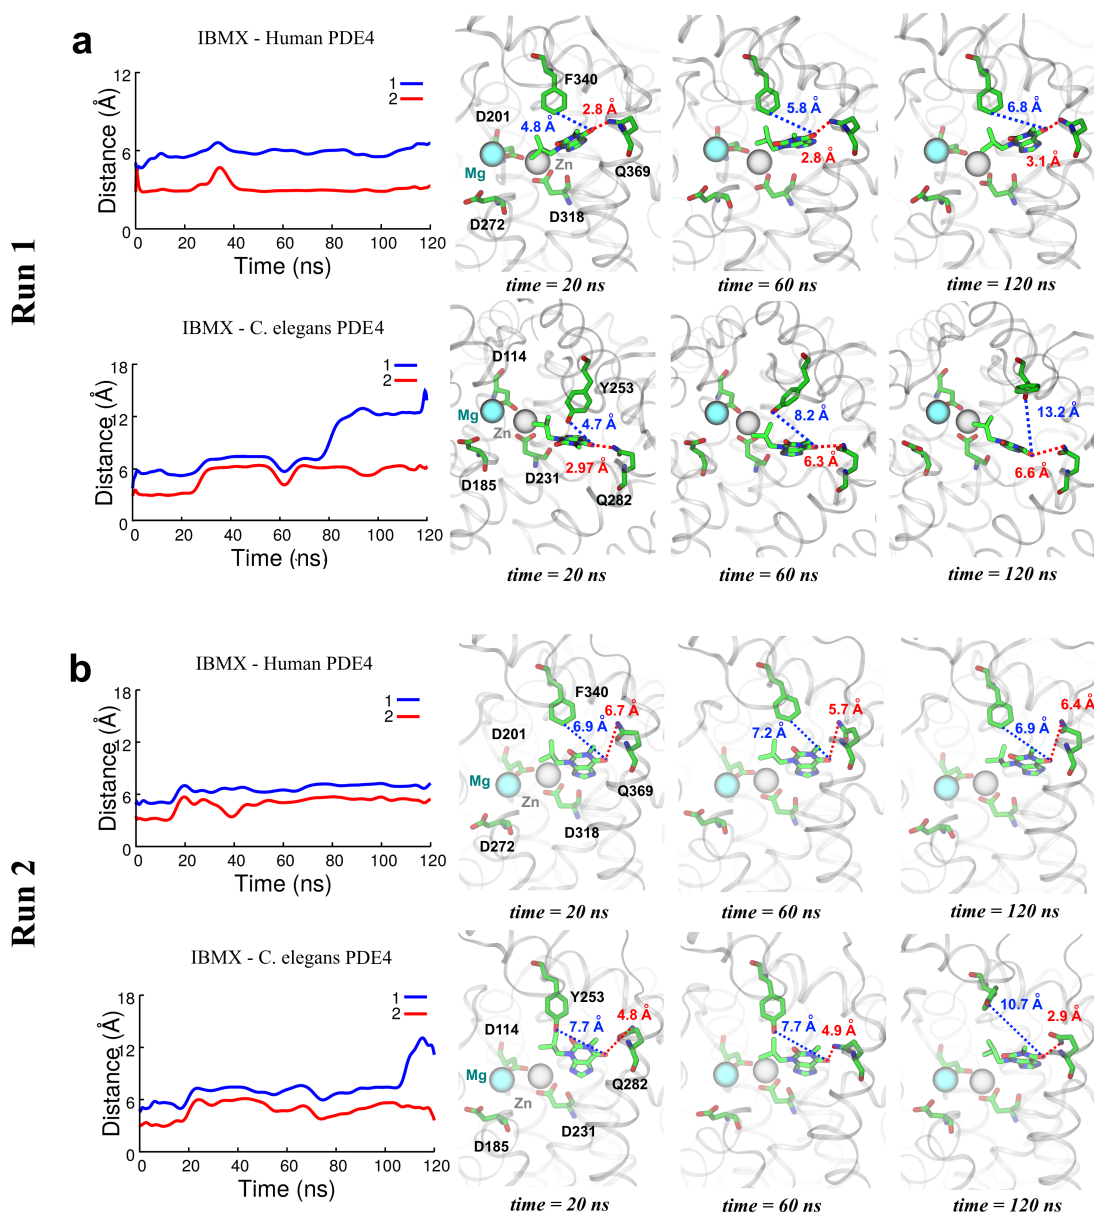 a
Run 1
IBMX - Human PDE4
Distance (Å)
12
6
0
1
2
0 20 40 60 80 100 120
Time (ns)
F340
D201
4.8 Å
2.8 Å
Mg
Zn
Q369
D272
D318
time = 20 ns
5.8 Å
2.8 Å
time = 60 ns
6.8 Å
3.1 Å
time = 120 ns
IBMX - C. elegans PDE4
Distance (Å)
18
12
6
0
1
2
0 20 40 60 80 100 120
Time (ns)
D114
Y253
Mg
Zn
4.7 Å
2.97 Å
D185
D231
Q282
time = 20 ns
8.2 Å
6.3 Å
time = 60 ns
13.2 Å
6.6 Å
time = 120 ns
b
Run 2
IBMX - Human PDE4
Distance (Å)
18
12
6
0
1
2
0 20 40 60 80 100 120
Time (ns)
F340
6.7 Å
6.9 Å
D201
Mg
Zn
Q369
D272
D318
time = 20 ns
5.7 Å
7.2 Å
time = 60 ns
6.4 Å
6.9 Å
time = 120 ns
IBMX - C. elegans PDE4
Distance (Å)
18
12
6
0
1
2
0 20 40 60 80 100 120
Time (ns)
Y253
4.8 Å
7.7 Å
D114
Mg
Zn
Q282
D185
D231
time = 20 ns
7.7 Å
4.9 Å
time = 60 ns
10.7 Å
2.9 Å
time = 120 ns